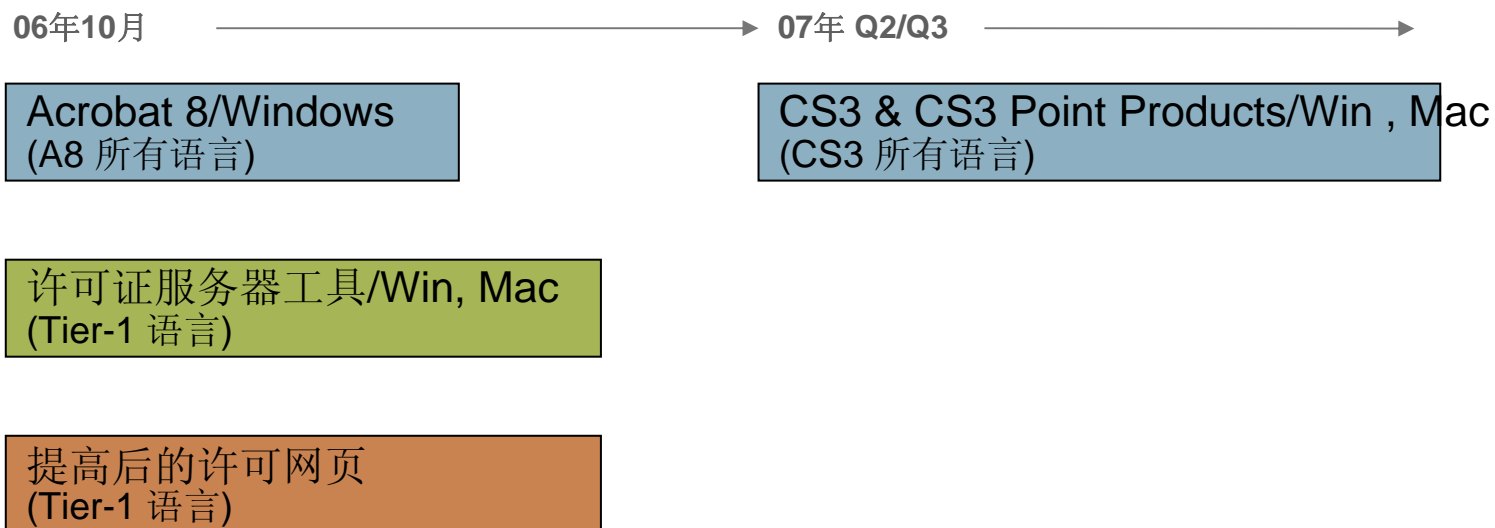 06年10月
07年 Q2/Q3
Acrobat 8/Windows
(A8 所有语言)
CS3 & CS3 Point Products/Win , Mac
(CS3 所有语言)
许可证服务器工具/Win, Mac
(Tier-1 语言)
提高后的许可网页
(Tier-1 语言)